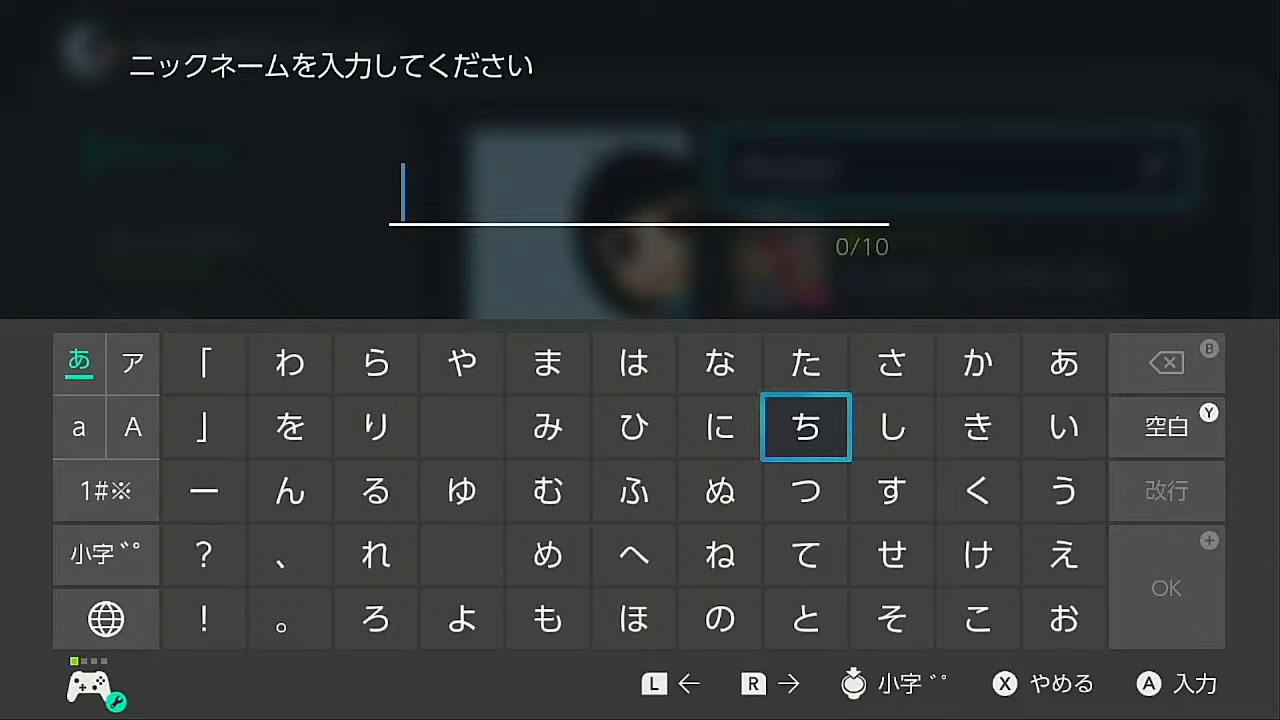 ニックネームを入力してください
0/10
あ ア 「 わ ら や ま は な た さ か あ B
a A 」 を り み ひ に ち し き い 空白 Y
1#※ ー ん る ゆ む ふ ぬ つ す く う 改行
小字゛゜ ? 、 れ め へ ね て せ け え +
! 。 ろ よ も ほ の と そ こ お OK
L ← R → 小字゛゜ X やめる A 入力